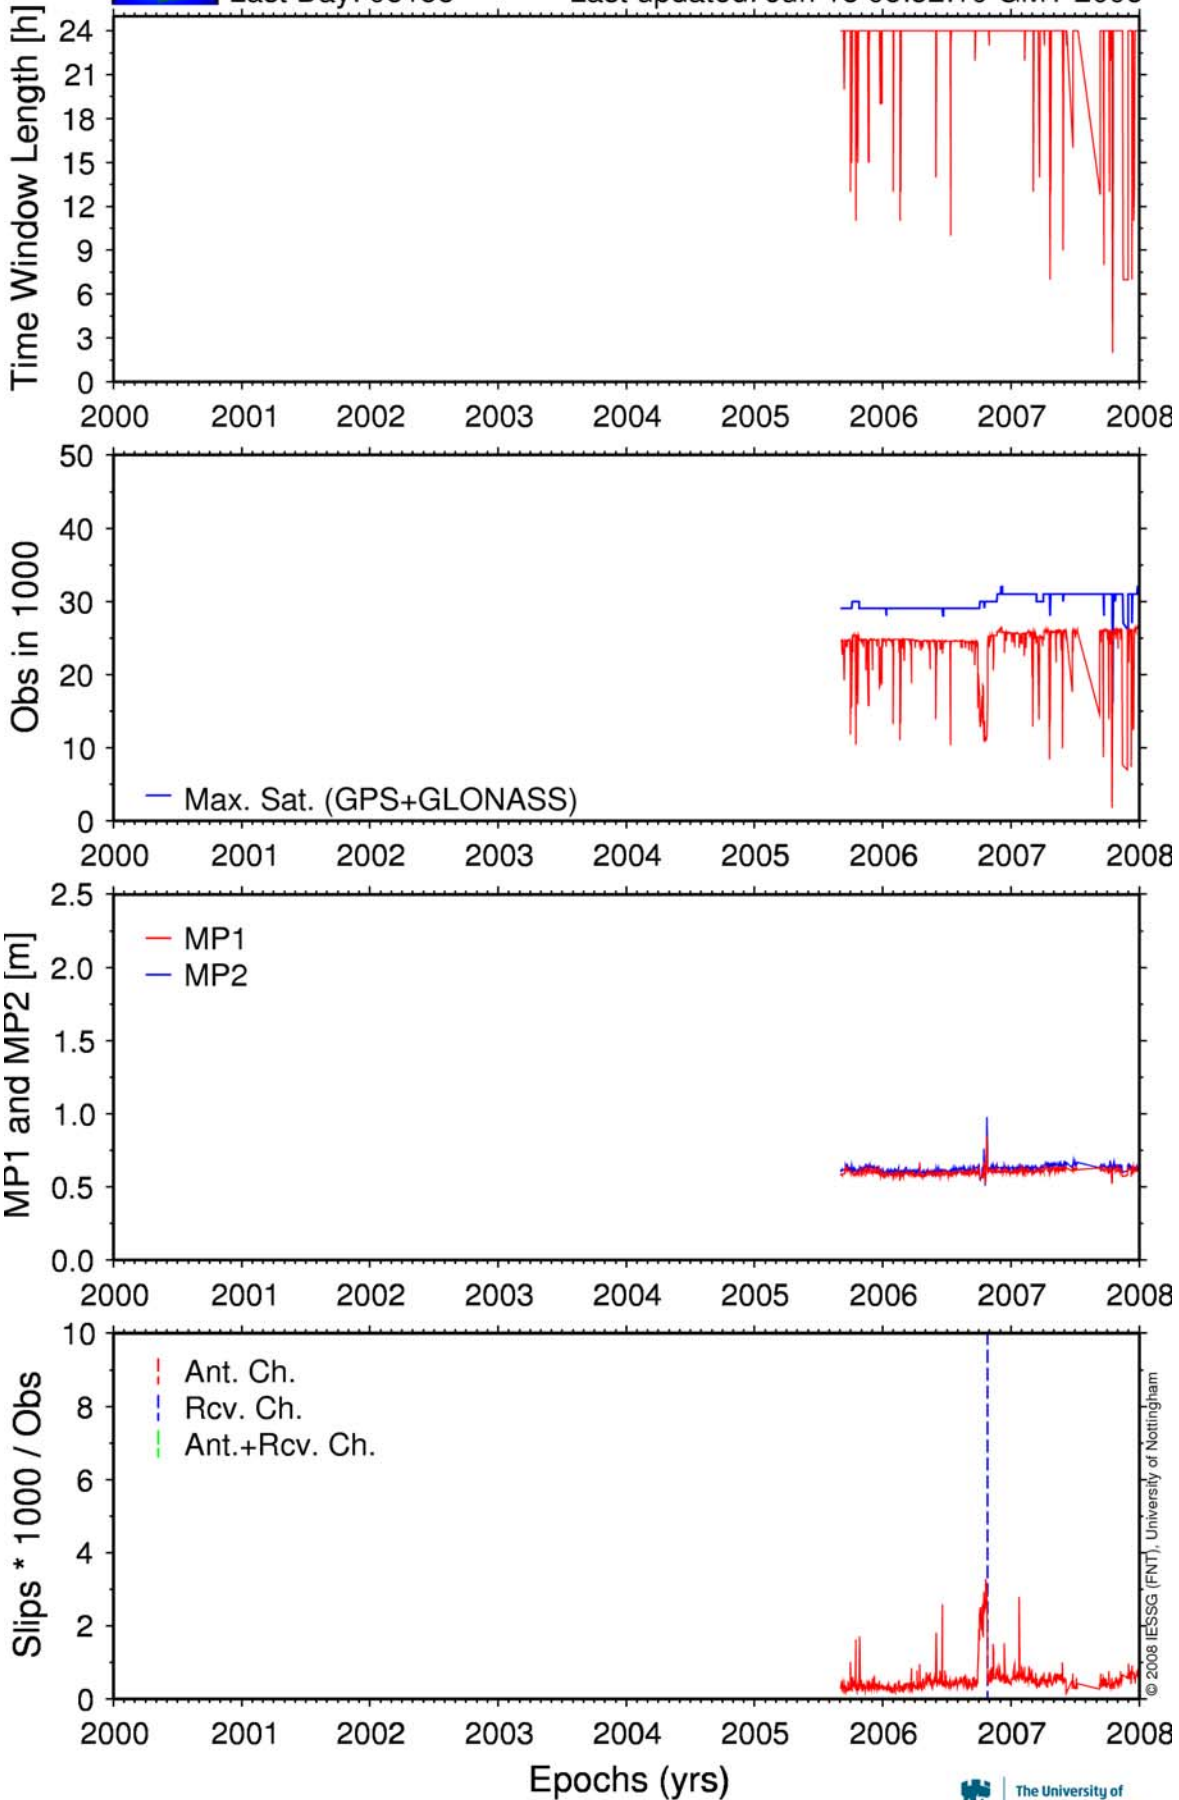 Time Window Length [h]
24
21
18
15
12
9
6
3
0
2000 2001 2002 2003 2004 2005 2006 2007 2008
Obs in 1000
50
40
30
20
10
0
Max. Sat. (GPS+GLONASS)
2000 2001 2002 2003 2004 2005 2006 2007 2008
MP1 and MP2 [m]
2.5
2.0
1.5
1.0
0.5
0.0
MP1
MP2
2000 2001 2002 2003 2004 2005 2006 2007 2008
Slips * 1000 / Obs
10
8
6
4
2
0
Ant. Ch.
Rcv. Ch.
Ant.+Rcv. Ch.
© 2008 IESSG (FNT), University of Nottingham
2000 2001 2002 2003 2004 2005 2006 2007 2008
Epochs (yrs)
The University of